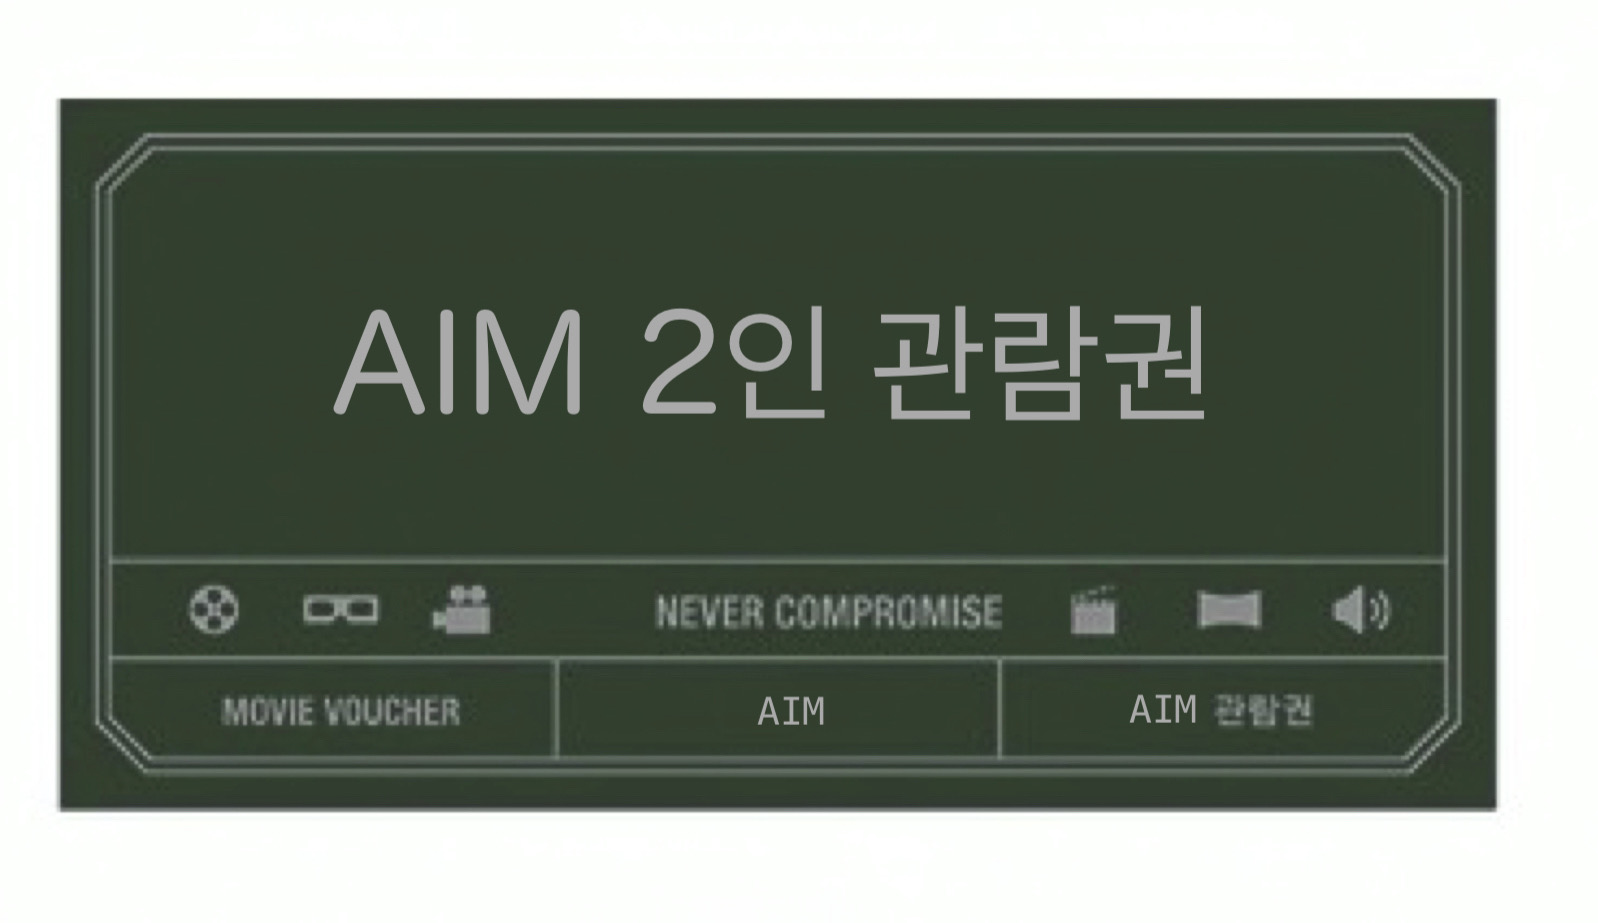 AIM 2인 관람권
NEVER COMPROMISE
MOVIE VOUCHER
AIM
AIM 관람권